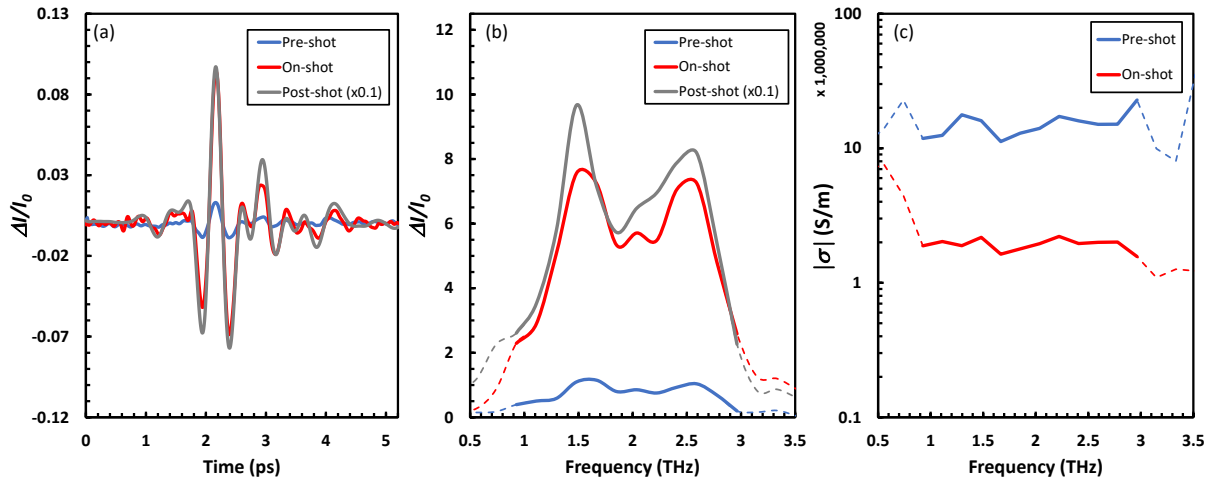 (a)
Pre-shot
On-shot
Post-shot (x0.1)
0.13
0.08
0.03
-0.02
-0.07
-0.12
ΔI/I0
0 1 2 3 4 5
Time (ps)
(b)
Pre-shot
On-shot
Post-shot (x0.1)
12
10
8
6
4
2
0
ΔI/I0
0.5 1 1.5 2 2.5 3 3.5
Frequency (THz)
(c)
Pre-shot
On-shot
x 1,000,000
100
10
1
0.1
|σ| (S/m)
0.5 1 1.5 2 2.5 3 3.5
Frequency (THz)